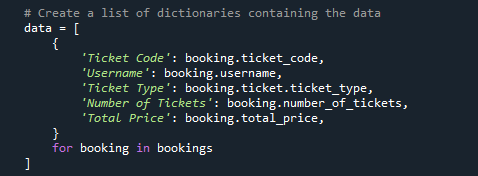 # Create a list of dictionaries containing the data
data = [
{
'Ticket Code': booking.ticket_code,
'Username': booking.username,
'Ticket Type': booking.ticket.ticket_type,
'Number of Tickets': booking.number_of_tickets,
'Total Price': booking.total_price,
}
for booking in bookings
]